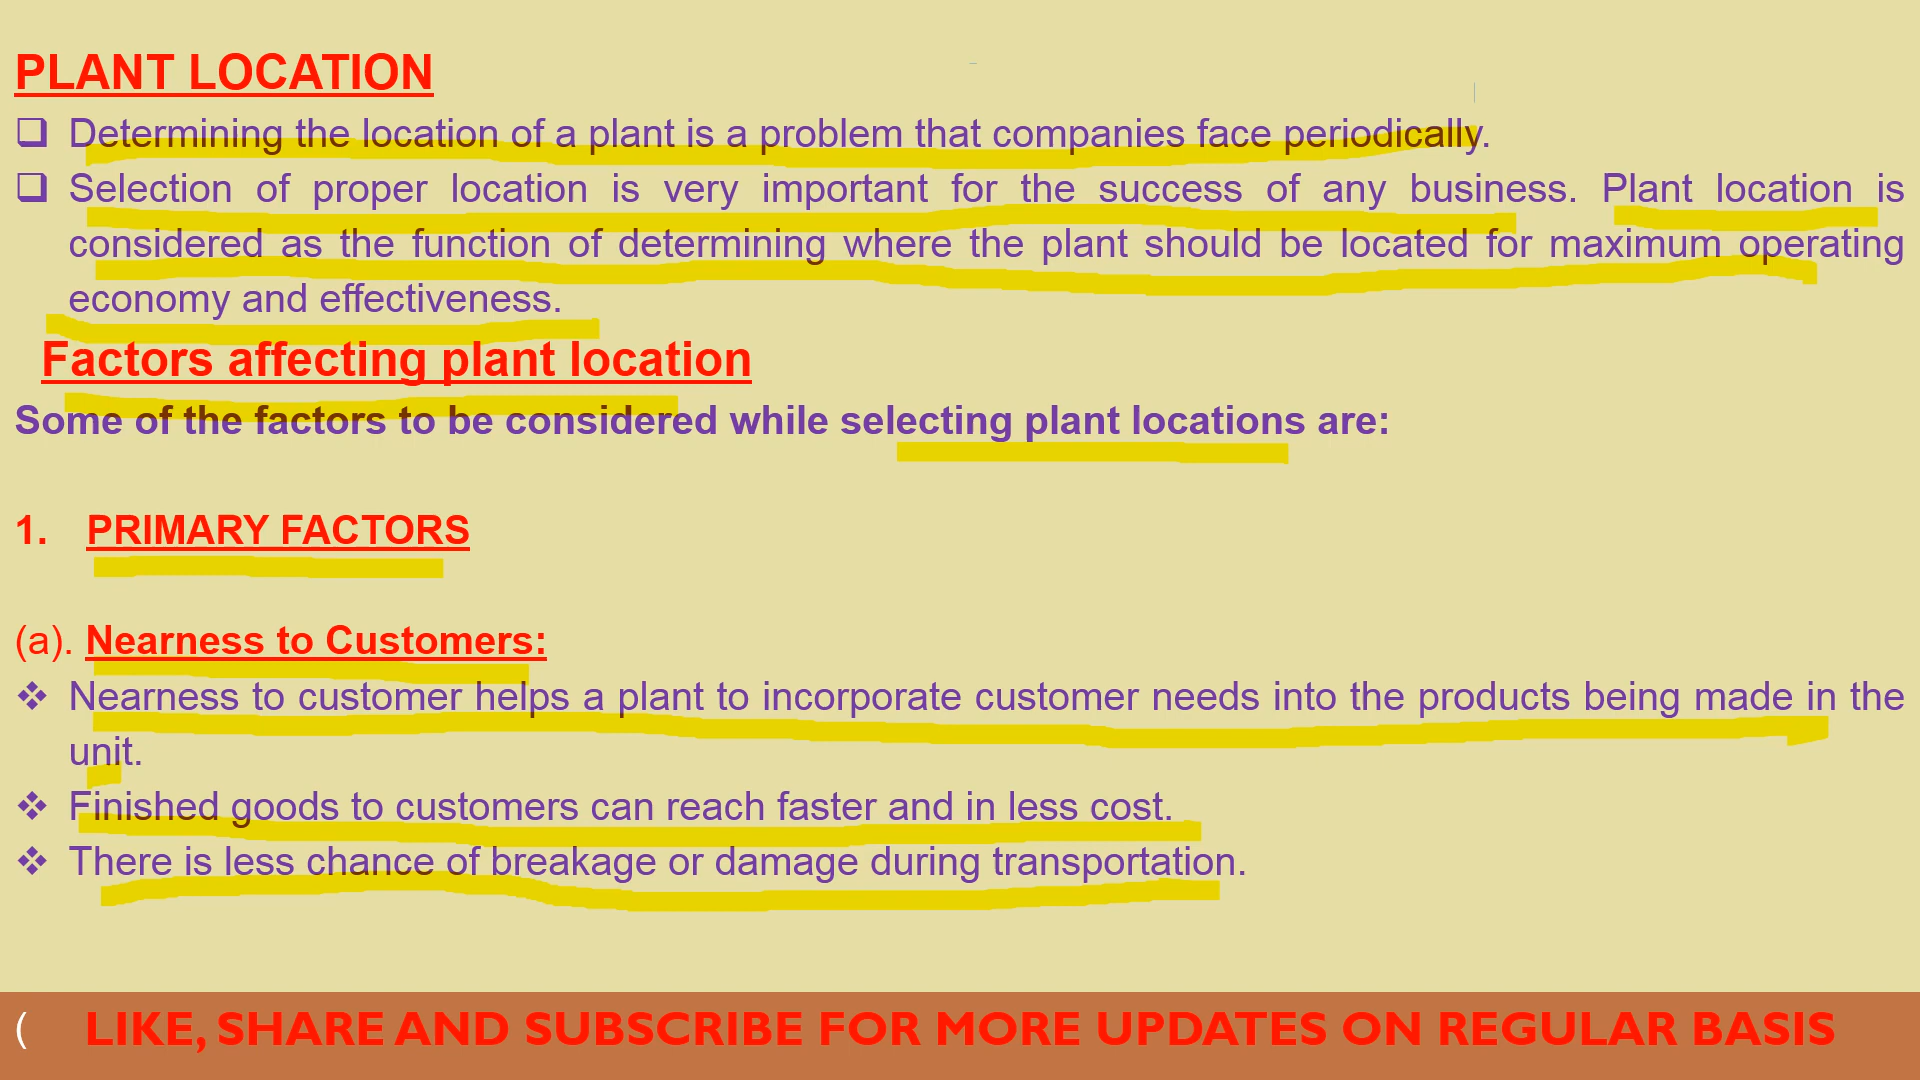 PLANT LOCATION
❑ Determining the location of a plant is a problem that companies face periodically.
❑ Selection of proper location is very important for the success of any business. Plant location is
considered as the function of determining where the plant should be located for maximum operating
economy and effectiveness.
Factors affecting plant location
Some of the factors to be considered while selecting plant locations are:
1. PRIMARY FACTORS
(a). Nearness to Customers:
❖ Nearness to customer helps a plant to incorporate customer needs into the products being made in the
unit.
❖ Finished goods to customers can reach faster and in less cost.
❖ There is less chance of breakage or damage during transportation.
( LIKE, SHARE AND SUBSCRIBE FOR MORE UPDATES ON REGULAR BASIS